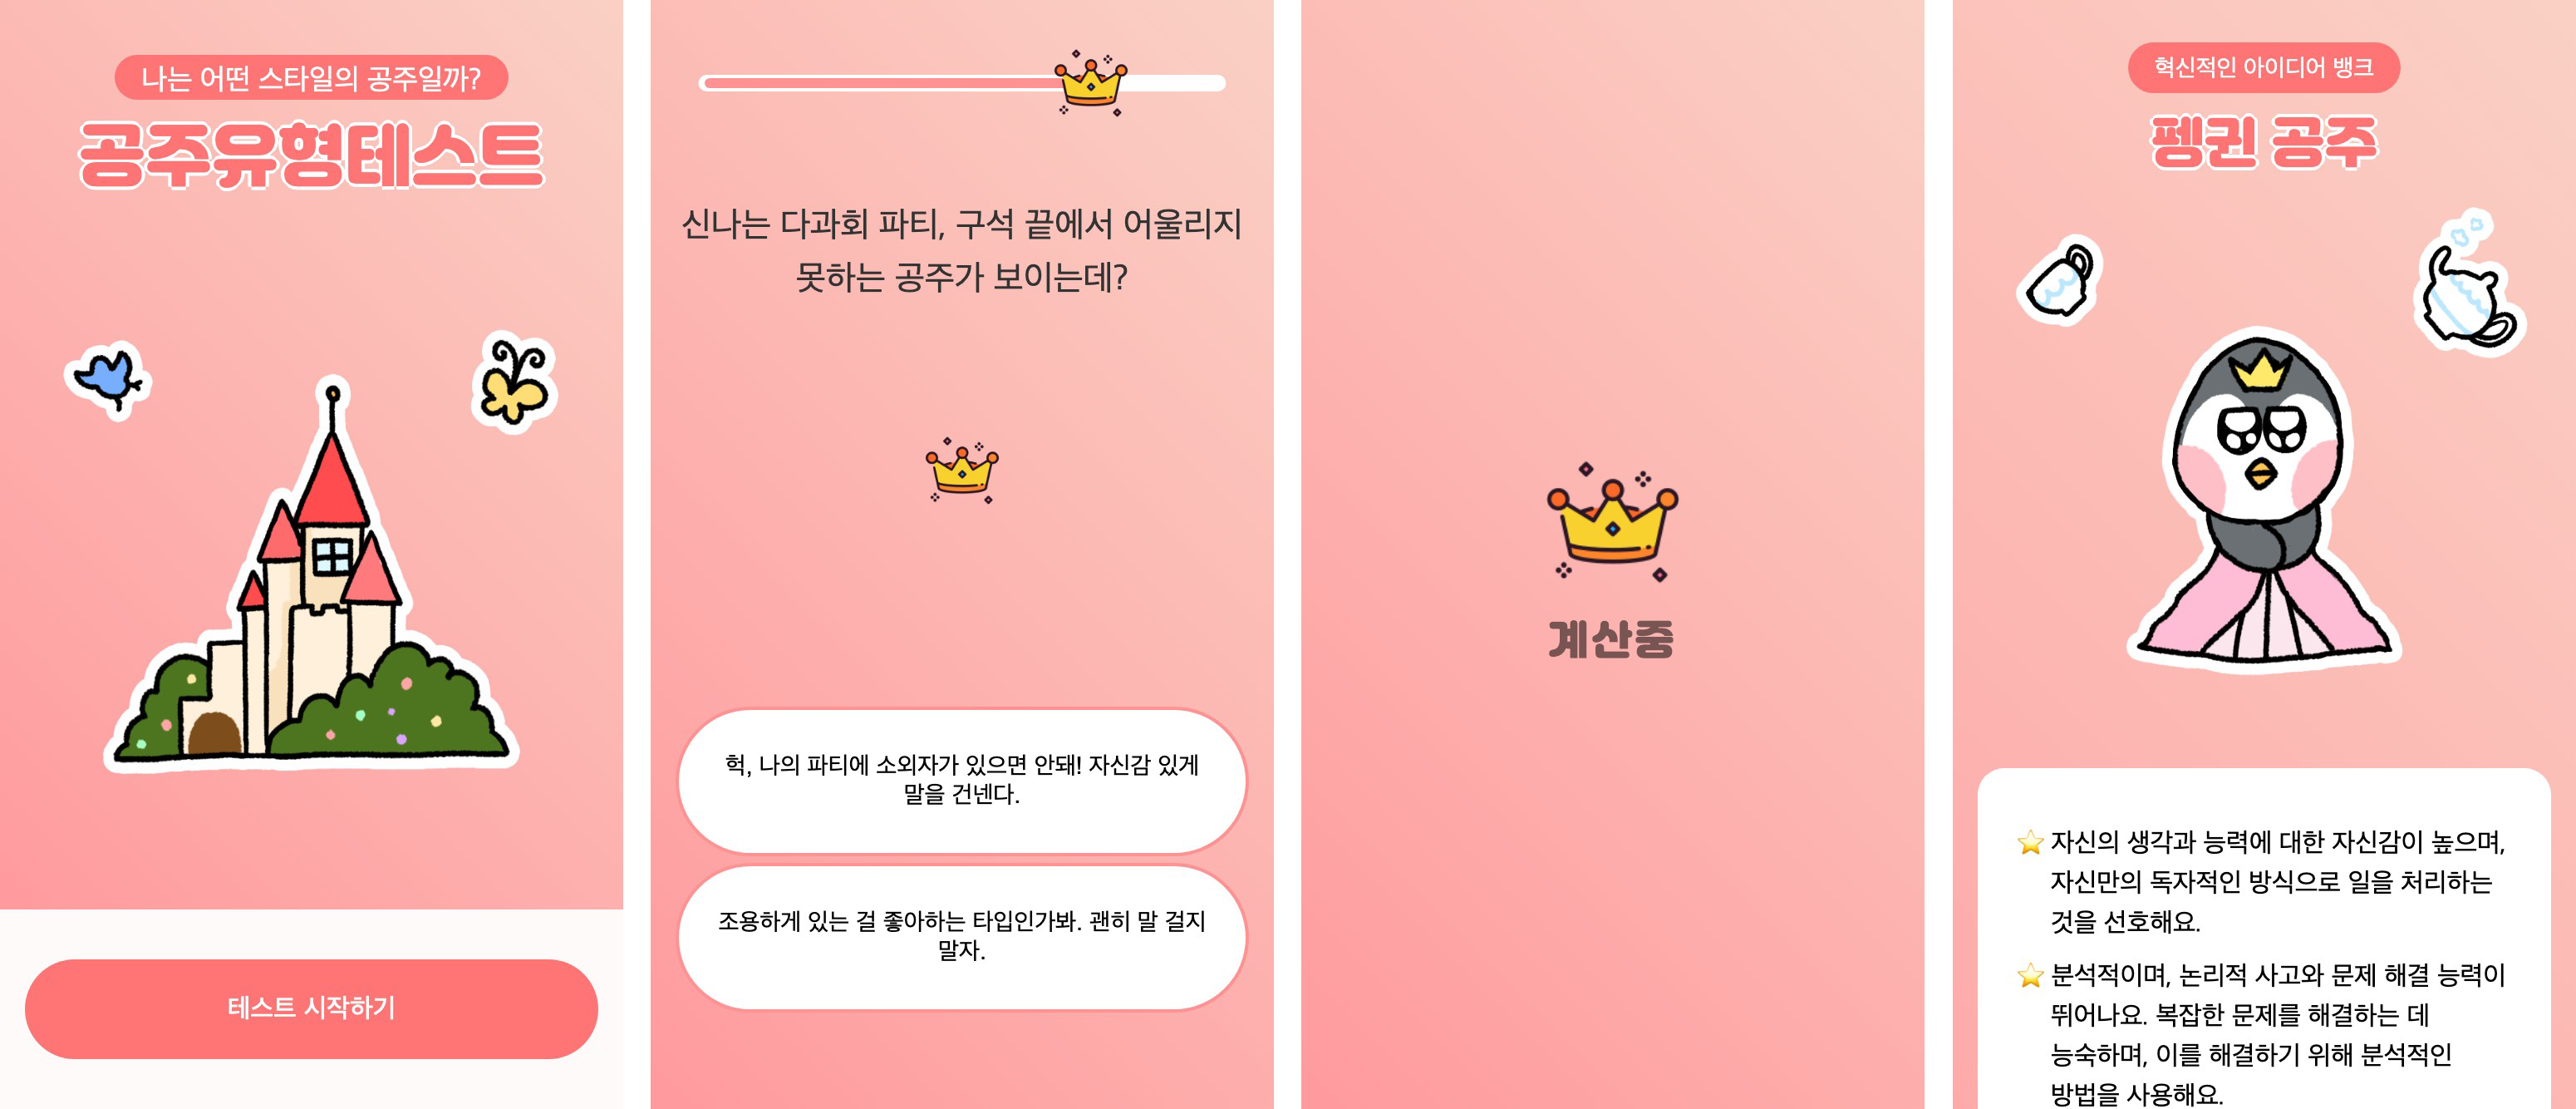 나는 어떤 스타일의 공주일까?
공주유형테스트
테스트 시작하기
신나는 다과회 파티, 구석 끝에서 어울리지
못하는 공주가 보이는데?
헉, 나의 파티에 소외자가 있으면 안돼! 자신감 있게
말을 건넨다.
조용하게 있는 걸 좋아하는 타입인가봐. 괜히 말 걸지
말자.
계산중
혁신적인 아이디어 뱅크
펭귄 공주
자신의 생각과 능력에 대한 자신감이 높으며,
자신만의 독자적인 방식으로 일을 처리하는
것을 선호해요.
분석적이며, 논리적 사고와 문제 해결 능력이
뛰어나요. 복잡한 문제를 해결하는 데
능숙하며, 이를 해결하기 위해 분석적인
방법을 사용해요.